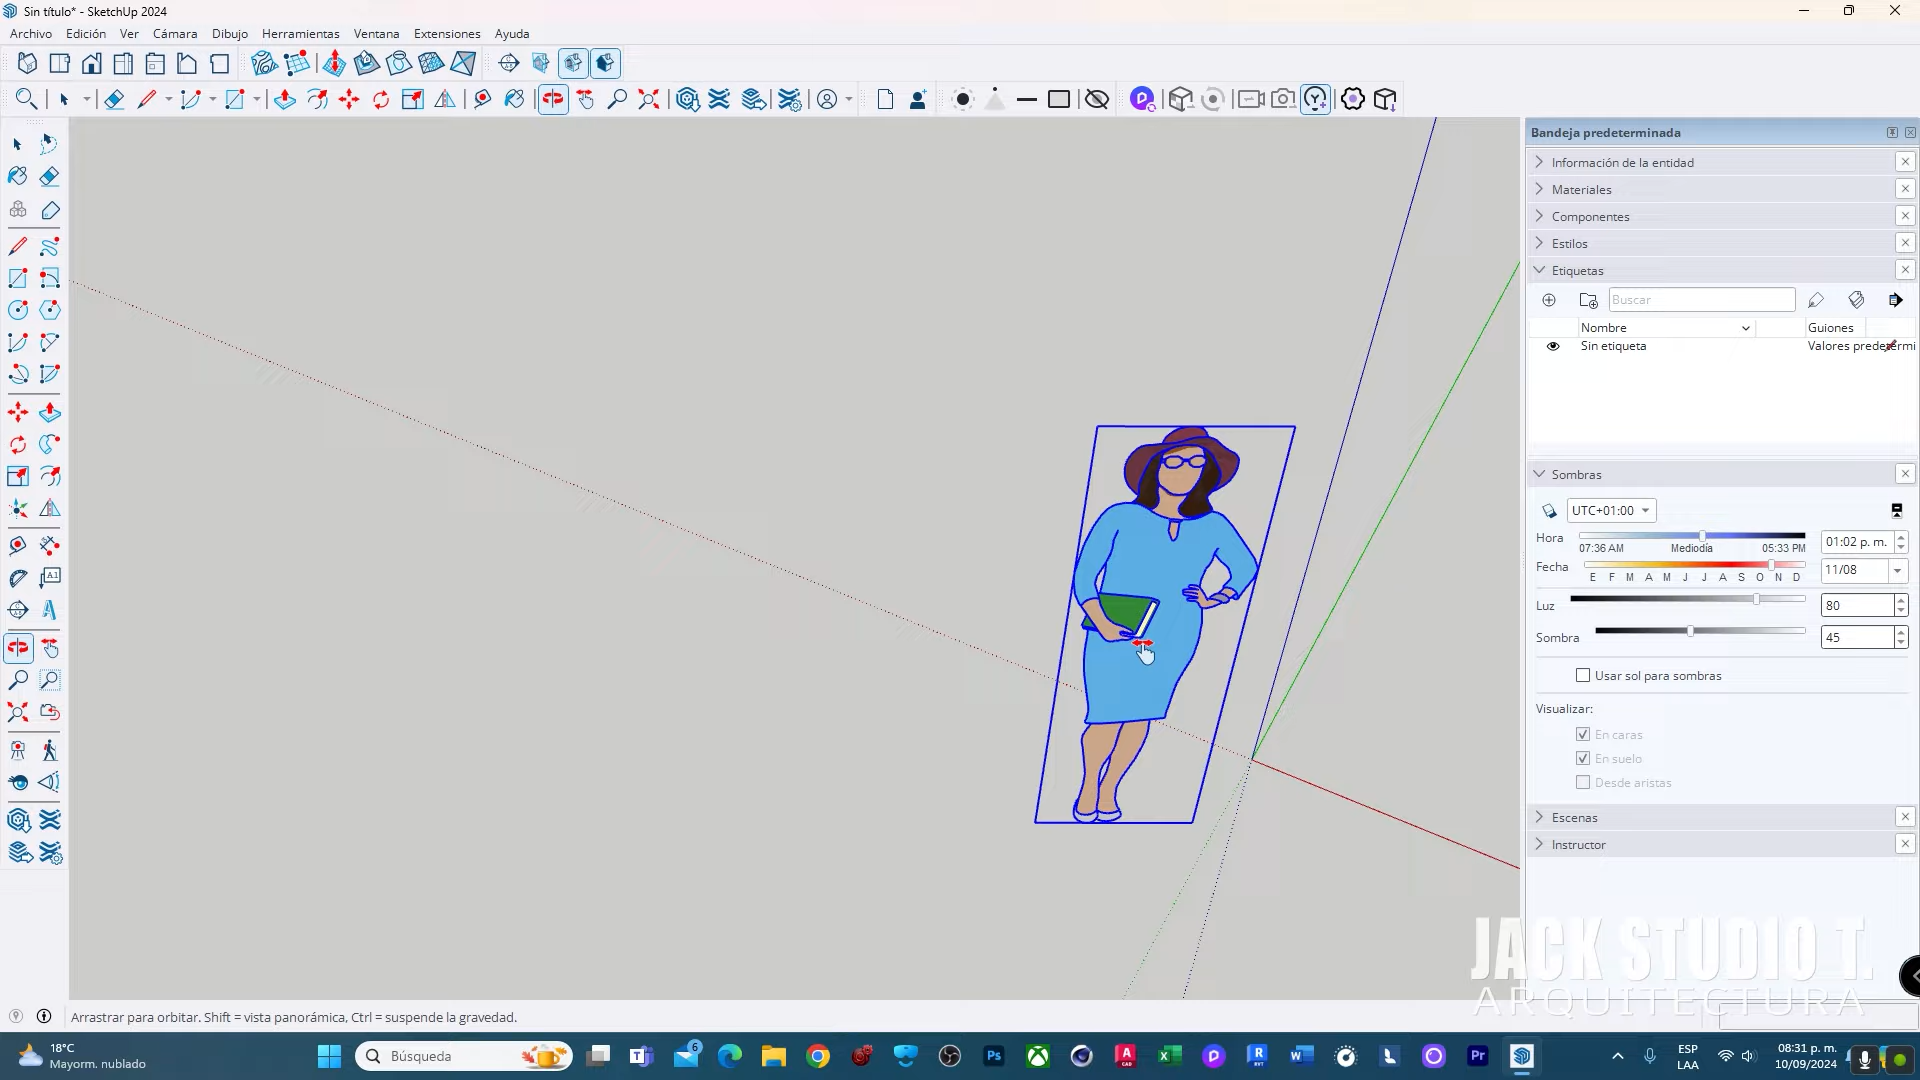 Sin título* - SketchUp 2024
Archivo Edición Ver Cámara Dibujo Herramientas Ventana Extensiones Ayuda
Bandeja predeterminada
Información de la entidad
Materiales
Componentes
Estilos
Etiquetas
Buscar
Nombre Guiones
Sin etiqueta Valores predetermi
Sombras
UTC+01:00
Hora 07:36 AM Mediodía 05:33 PM 01:02 p. m.
Fecha E F M A M J J A S O N D 11/08
Luz 80
Sombra 45
Usar sol para sombras
Visualizar:
En caras
En suelo
Desde aristas
Escenas
Instructor
JACK STUDIO T.
ARQUITECTURA
Arrastrar para orbitar. Shift = vista panorámica, Ctrl = suspende la gravedad.
18°C
Mayorm. nublado
Búsqueda
6
ESP
LAA
08:31 p. m.
10/09/2024